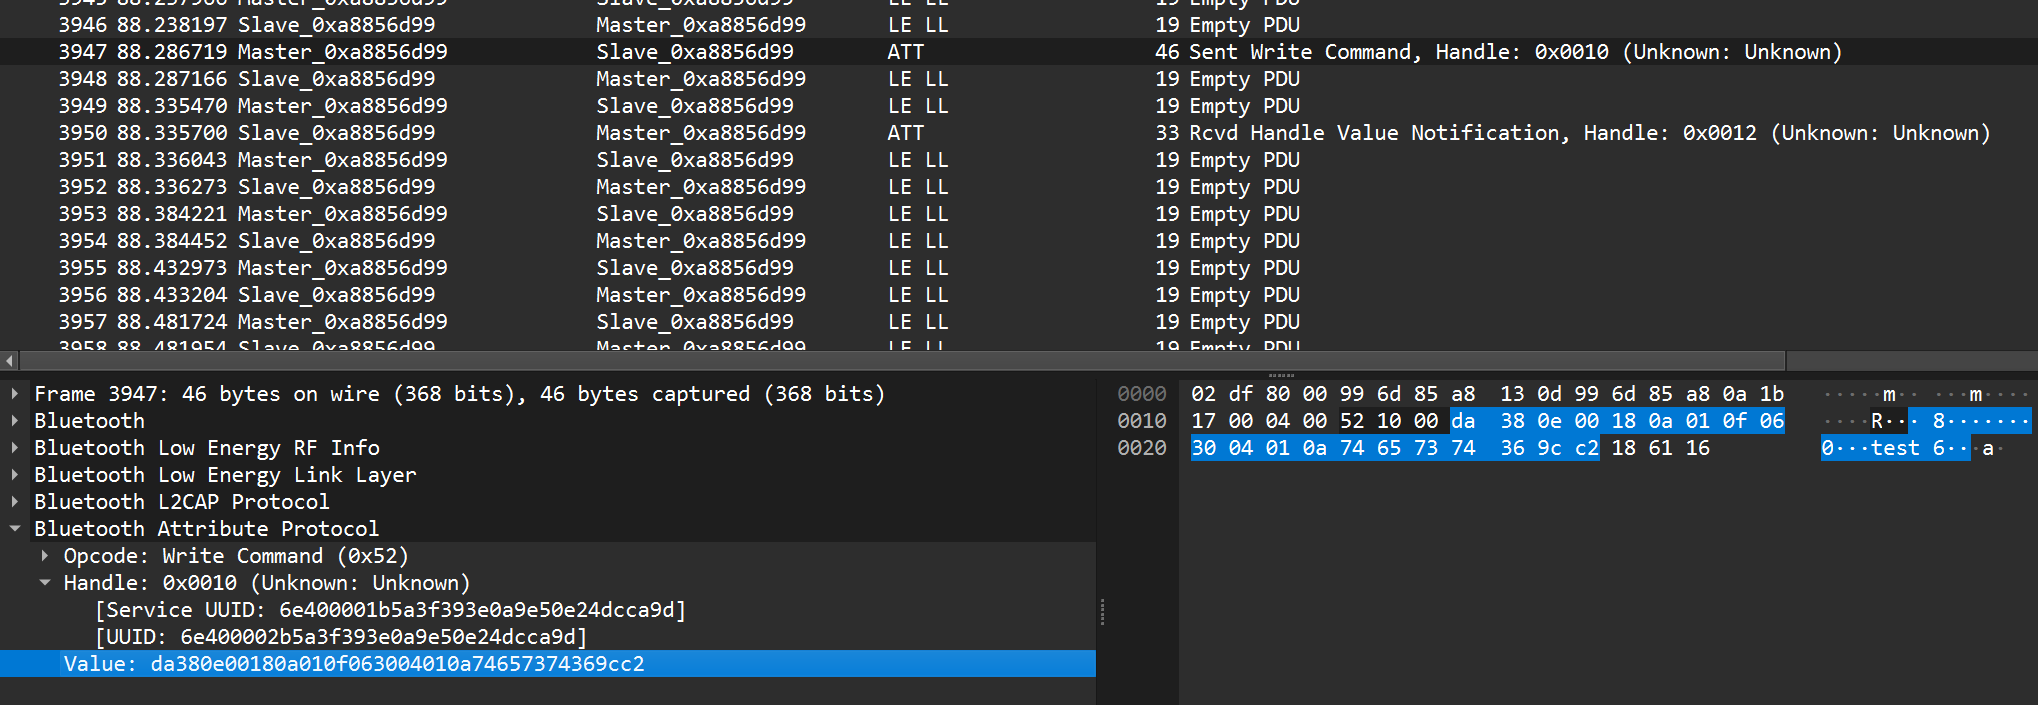 3946 88.238197 Slave_0xa8856d99 Master_0xa8856d99 LE LL 19 Empty PDU
3947 88.286719 Master_0xa8856d99 Slave_0xa8856d99 ATT 46 Sent Write Command, Handle: 0x0010 (Unknown: Unknown)
3948 88.287166 Slave_0xa8856d99 Master_0xa8856d99 LE LL 19 Empty PDU
3949 88.335470 Master_0xa8856d99 Slave_0xa8856d99 LE LL 19 Empty PDU
3950 88.335700 Slave_0xa8856d99 Master_0xa8856d99 ATT 33 Rcvd Handle Value Notification, Handle: 0x0012 (Unknown: Unknown)
3951 88.336043 Master_0xa8856d99 Slave_0xa8856d99 LE LL 19 Empty PDU
3952 88.336273 Slave_0xa8856d99 Master_0xa8856d99 LE LL 19 Empty PDU
3953 88.384221 Master_0xa8856d99 Slave_0xa8856d99 LE LL 19 Empty PDU
3954 88.384452 Slave_0xa8856d99 Master_0xa8856d99 LE LL 19 Empty PDU
3955 88.432973 Master_0xa8856d99 Slave_0xa8856d99 LE LL 19 Empty PDU
3956 88.433204 Slave_0xa8856d99 Master_0xa8856d99 LE LL 19 Empty PDU
3957 88.481724 Master_0xa8856d99 Slave_0xa8856d99 LE LL 19 Empty PDU
3958 88.481954 Slave_0xa8856d99 Master_0xa8856d99 LE LL 19 Empty PDU
Frame 3947: 46 bytes on wire (368 bits), 46 bytes captured (368 bits)
Bluetooth
Bluetooth Low Energy RF Info
Bluetooth Low Energy Link Layer
Bluetooth L2CAP Protocol
Bluetooth Attribute Protocol
Opcode: Write Command (0x52)
Handle: 0x0010 (Unknown: Unknown)
[Service UUID: 6e400001b5a3f393e0a9e50e24dcca9d]
[UUID: 6e400002b5a3f393e0a9e50e24dcca9d]
Value: da380e00180a010f063004010a74657374369cc2
0000 02 df 80 00 99 6d 85 a8 13 0d 99 6d 85 a8 0a 1b ·····m·· ···m····
0010 17 00 04 00 52 10 00 da 38 0e 00 18 0a 01 0f 06 ····R··· 8·······
0020 30 04 01 0a 74 65 73 74 36 9c c2 18 61 16 0···test 6···a·